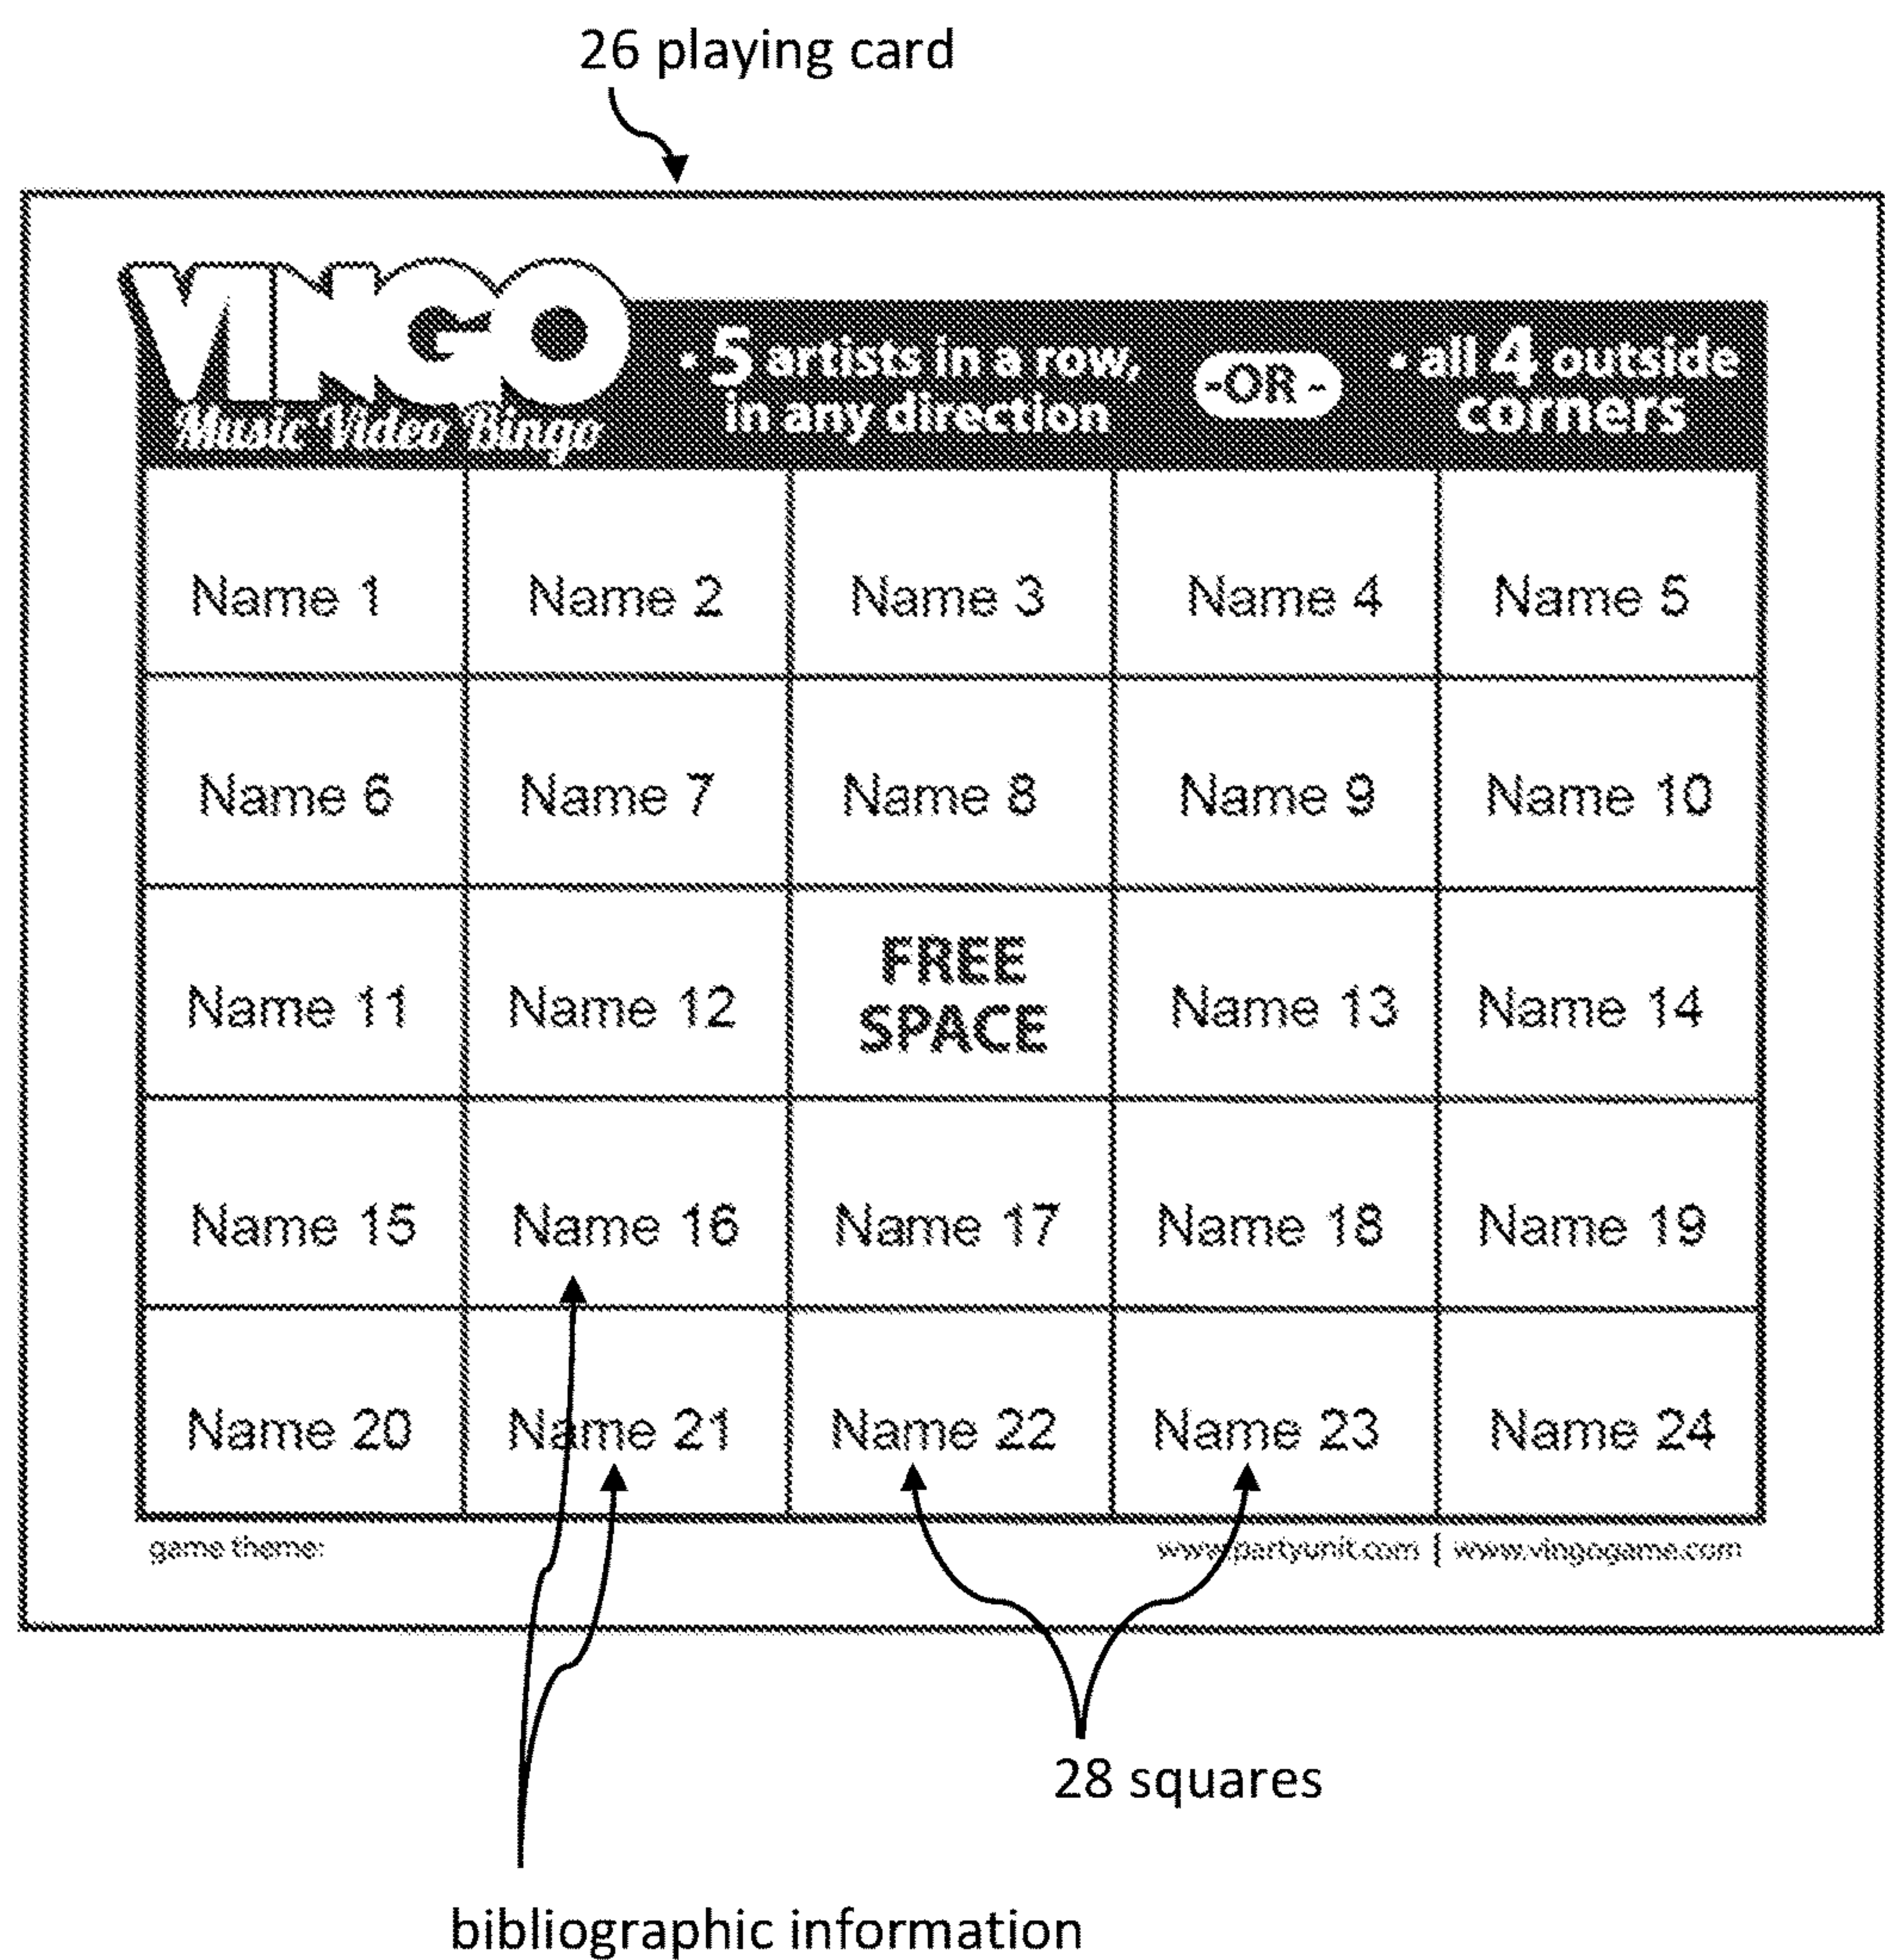 26 playing card
VINGO
Music Video Bingo
• 5 artists in a row,
in any direction
-OR -
• all 4 outside
corners
Name 1 Name 2 Name 3 Name 4 Name 5
Name 6 Name 7 Name 8 Name 9 Name 10
Name 11 Name 12 FREE SPACE Name 13 Name 14
Name 15 Name 16 Name 17 Name 18 Name 19
Name 20 Name 21 Name 22 Name 23 Name 24
game theme: www.partyunit.com | www.vingogame.com
28 squares
bibliographic information